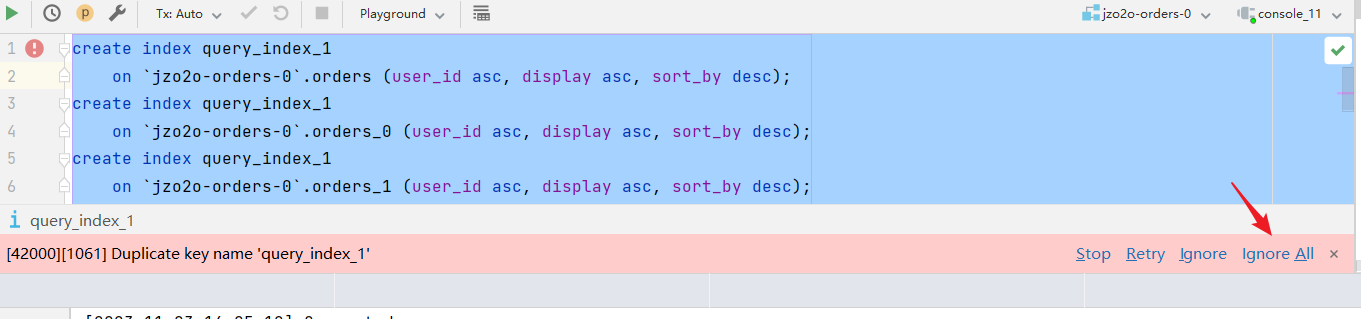 Tx: Auto Playground jzo2o-orders-0 console_11
1 create index query_index_1
2 on `jzo2o-orders-0`.orders (user_id asc, display asc, sort_by desc);
3 create index query_index_1
4 on `jzo2o-orders-0`.orders_0 (user_id asc, display asc, sort_by desc);
5 create index query_index_1
6 on `jzo2o-orders-0`.orders_1 (user_id asc, display asc, sort_by desc);
query_index_1
[42000][1061] Duplicate key name 'query_index_1' Stop Retry Ignore Ignore All ×